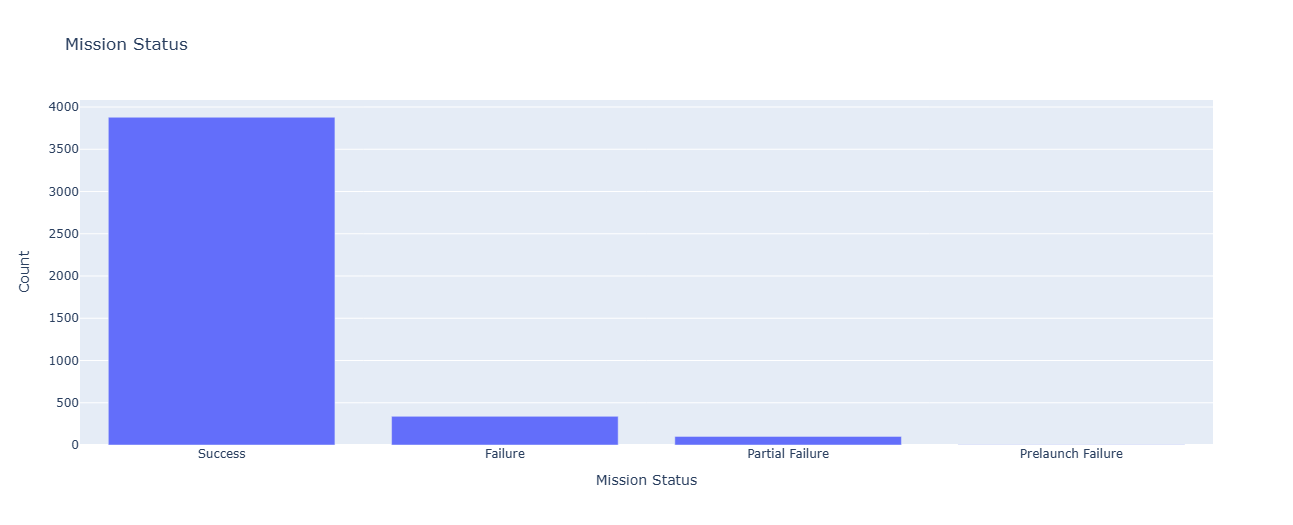 Mission Status
4000
3500
3000
2500
2000
1500
1000
500
0
Count
Success Failure Partial Failure Prelaunch Failure
Mission Status